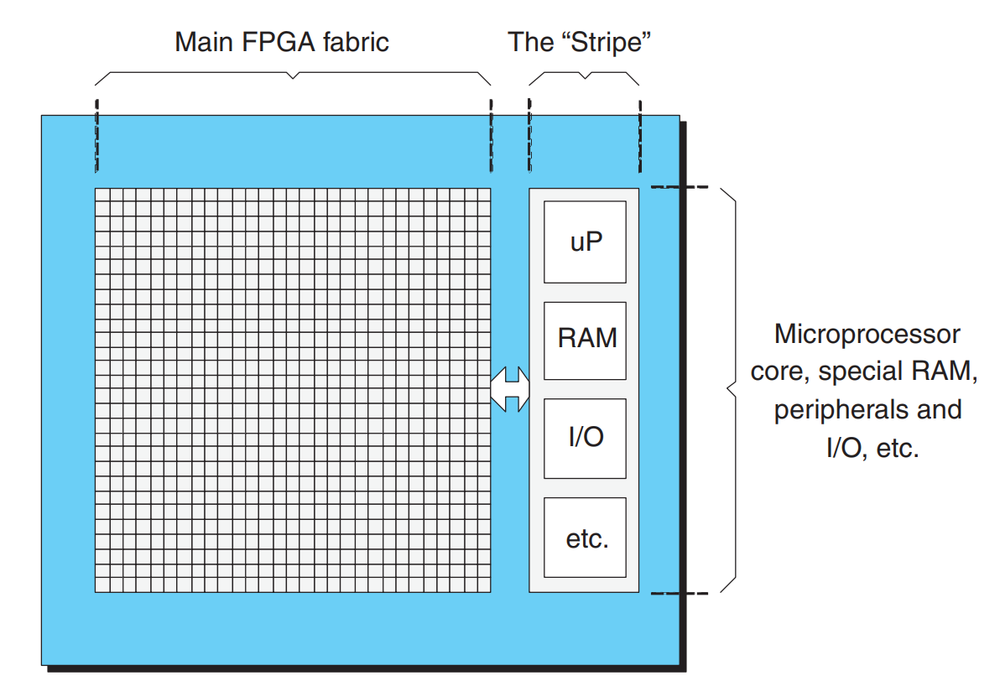 Main FPGA fabric
The “Stripe”
uP
RAM
I/O
etc.
Microprocessor
core, special RAM,
peripherals and
I/O, etc.